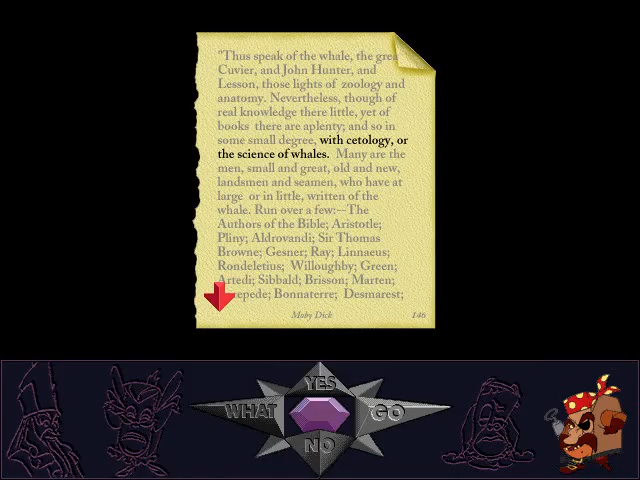 "Thus speak of the whale, the grea
Cuvier, and John Hunter, and
Lesson, those lights of zoology and
anatomy. Nevertheless, though of
real knowledge there little, yet of
books there are aplenty; and so in
some small degree, with cetology, or
the science of whales. Many are the
men, small and great, old and new,
landsmen and seamen, who have at
large or in little, written of the
whale. Run over a few:--The
Authors of the Bible; Aristotle;
Pliny; Aldrovandi; Sir Thomas
Browne; Gesner; Ray; Linnaeus;
Rondeletius; Willoughby; Green;
Artedi; Sibbald; Brisson; Marten;
epede; Bonnaterre; Desmarest;
Moby Dick 146
YES
WHAT GO
NO